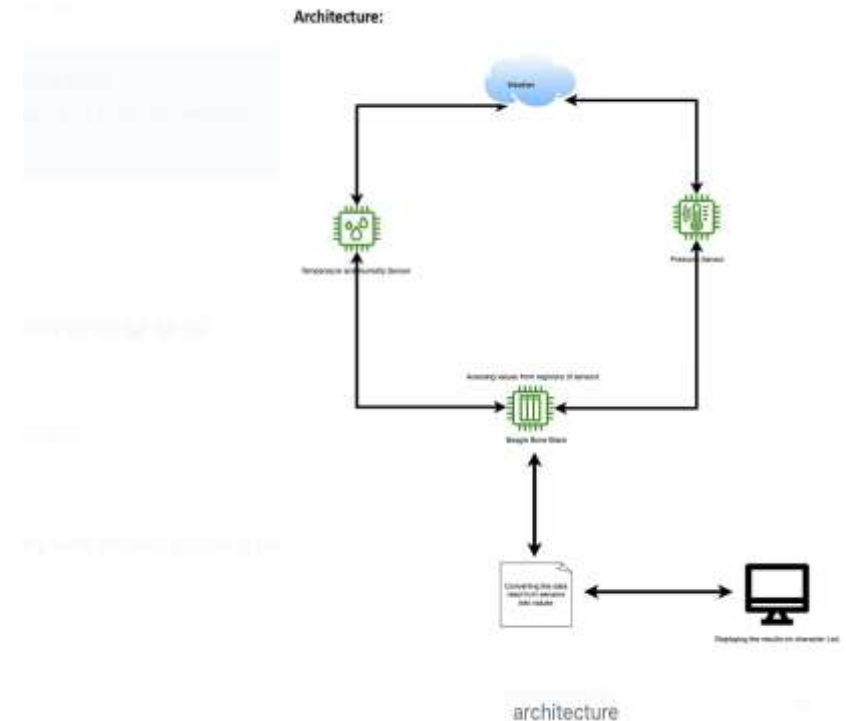 Architecture:
Weather
Temperature and Humidity Sensor
Pressure Sensor
values from registers of sensors
Beagle Bone Black
Converting the data
read from sensors
into values
Displaying the results on character Lcd.
architecture